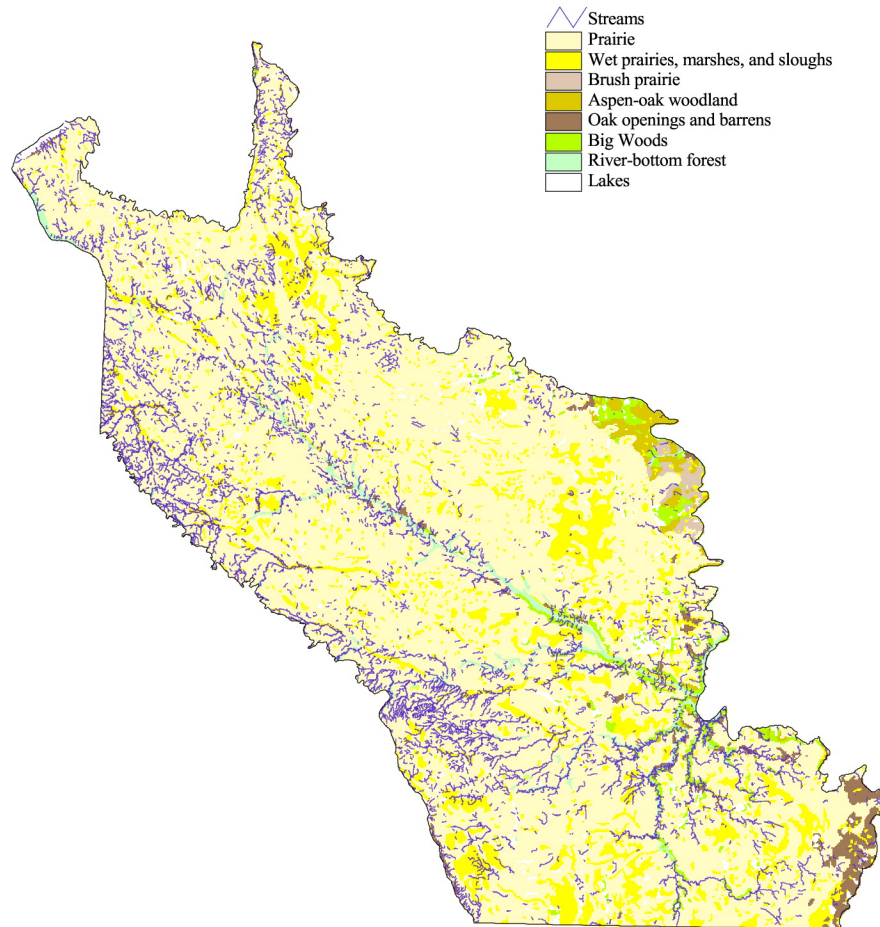 Streams
Prairie
Wet prairies, marshes, and sloughs
Brush prairie
Aspen-oak woodland
Oak openings and barrens
Big Woods
River-bottom forest
Lakes